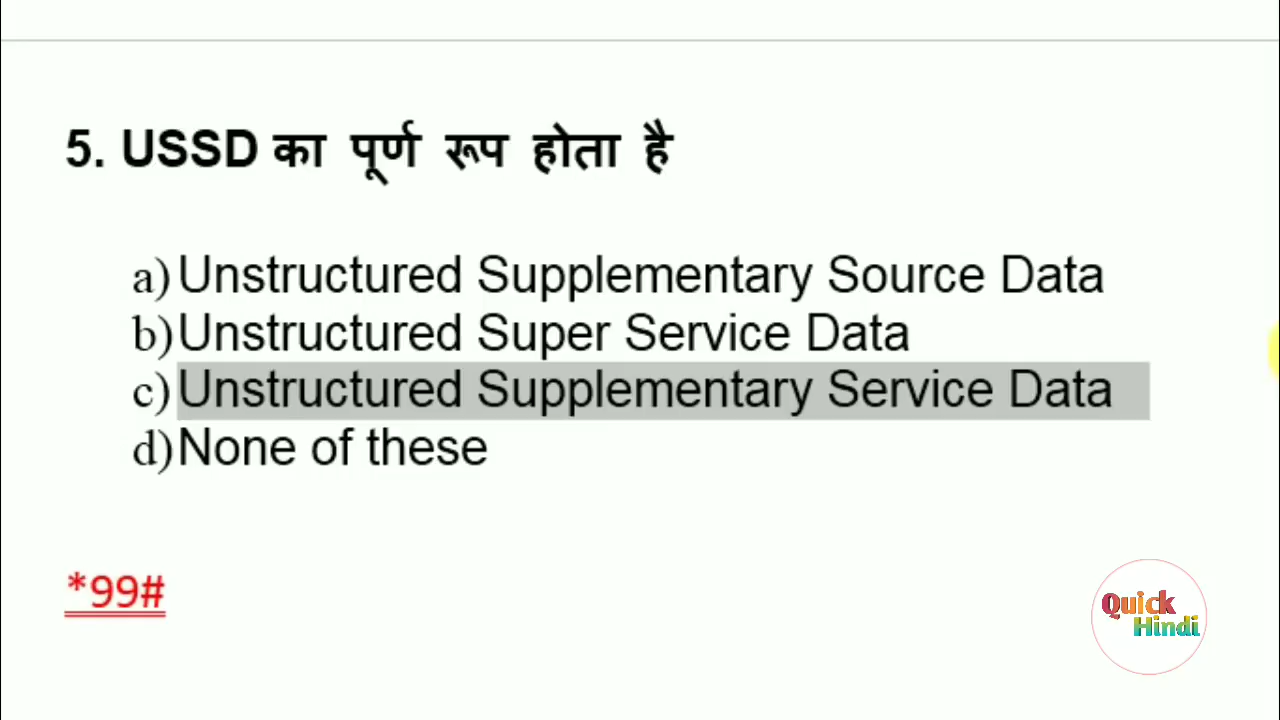 5. USSD का पूर्ण रूप होता है
a) Unstructured Supplementary Source Data
b) Unstructured Super Service Data
c) Unstructured Supplementary Service Data
d) None of these
*99#
Quick
Hindi